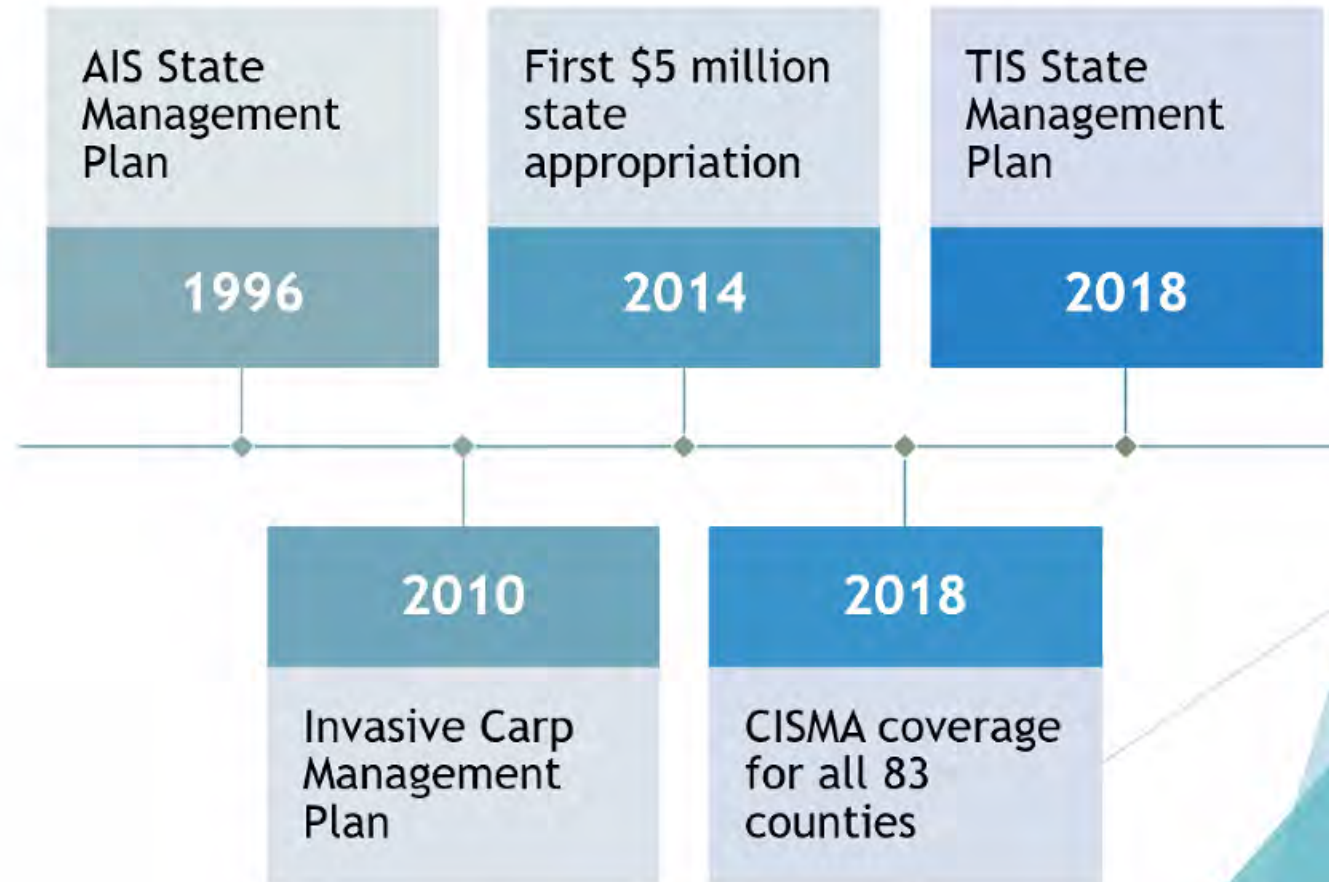 AIS State
Management
Plan
1996
2010
Invasive Carp
Management
Plan
First $5 million
state
appropriation
2014
2018
CISMA coverage
for all 83
counties
TIS State
Management
Plan
2018